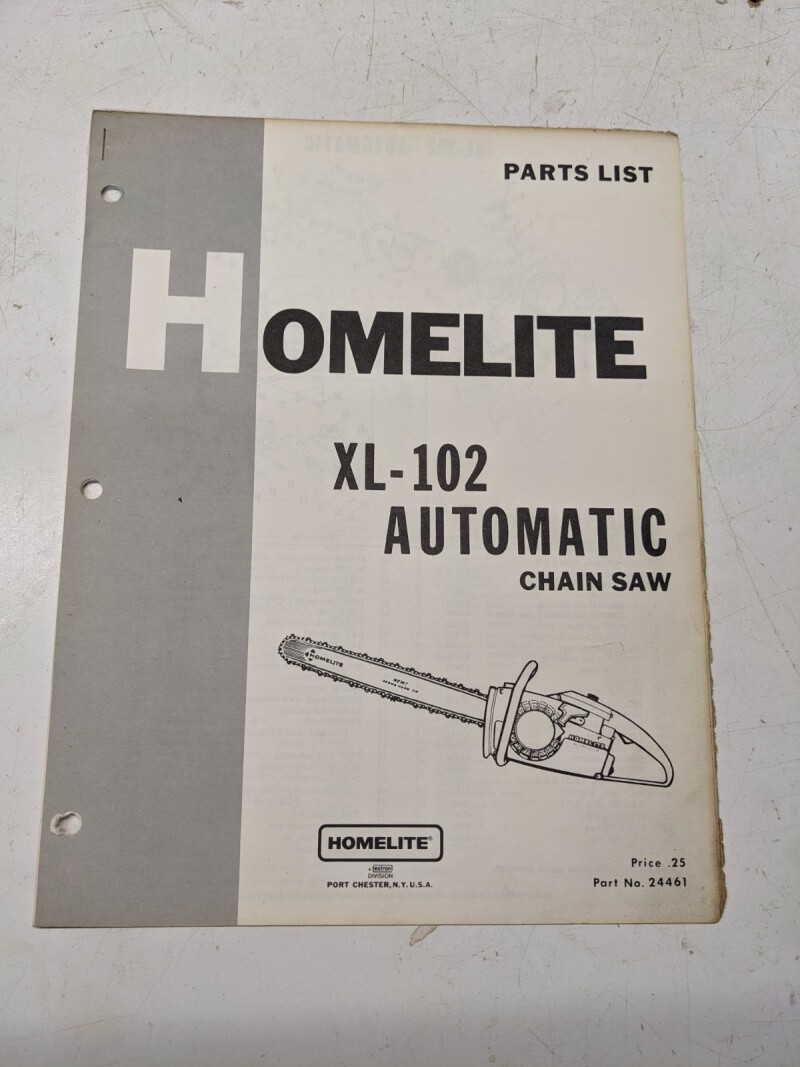 PARTS LIST
HOMELITE
XL-102
AUTOMATIC
CHAIN SAW
HOMELITE
HOMELITE
HOMELITE®
A textron
DIVISION
PORT CHESTER, N.Y. U.S.A.
Price .25
Part No. 24461